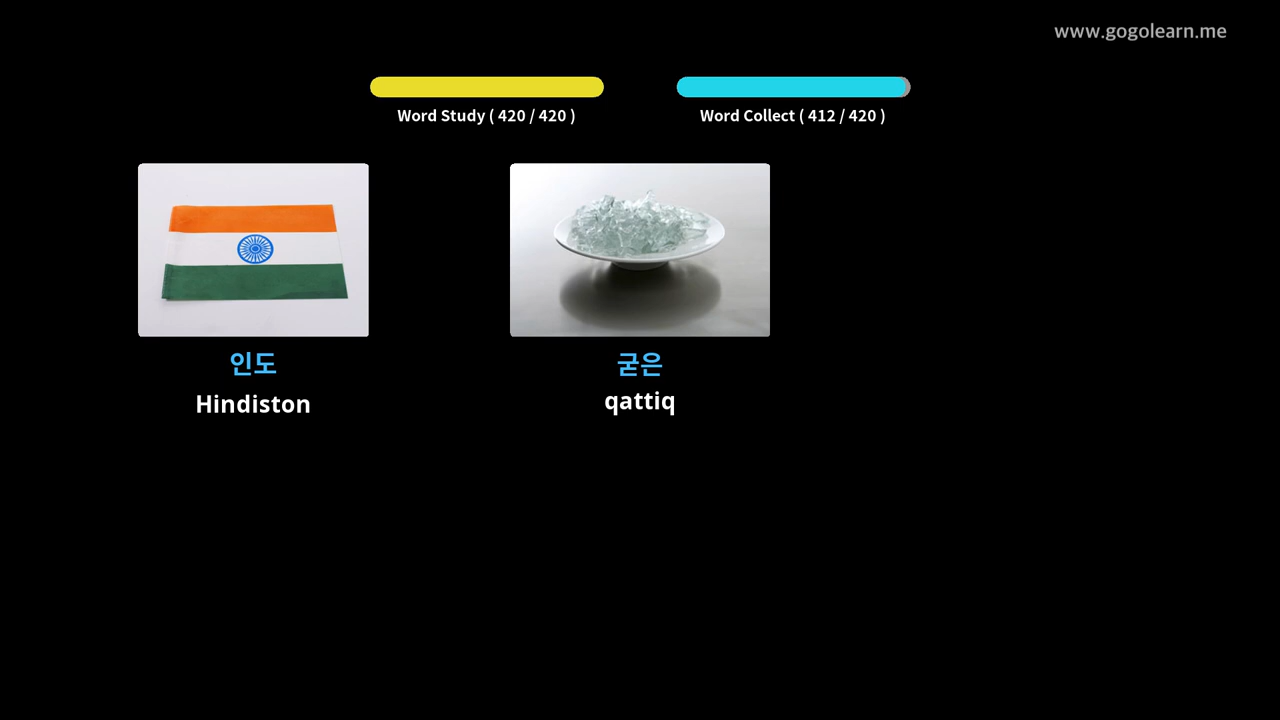 www.gogolearn.me
Word Study ( 420 / 420 )
Word Collect ( 412 / 420 )
인도
Hindiston
굳은
qattiq